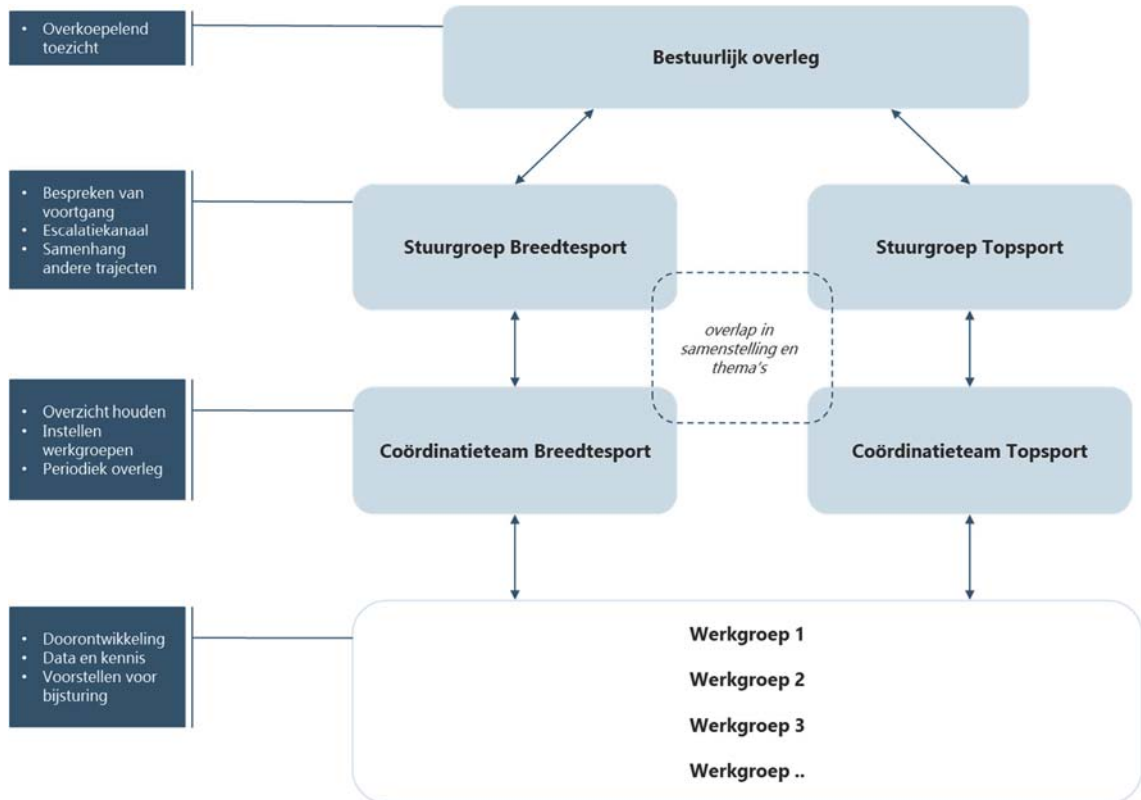 • Overkoepelend
toezicht
Bestuurlijk overleg
• Bespreken van
voortgang
• Escalatiekanaal
• Samenhang
andere trajecten
Stuurgroep Breedtesport
Stuurgroep Topsport
overlap in
samenstelling en
thema's
• Overzicht houden
• Instellen
werkgroepen
• Periodiek overleg
Coördinatieteam Breedtesport
Coördinatieteam Topsport
• Doorontwikkeling
• Data en kennis
• Voorstellen voor
bijsturing
Werkgroep 1
Werkgroep 2
Werkgroep 3
Werkgroep ..